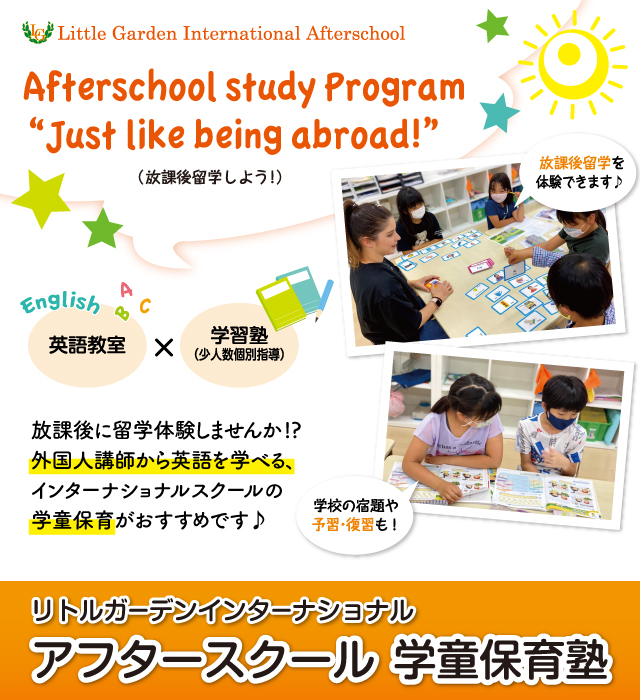 LG Little Garden International Afterschool
Afterschool study Program
“Just like being abroad!”
（放課後留学しよう！）
放課後留学を
体験できます♪
English
A
B
C
英語教室
×
学習塾
（少人数個別指導）
放課後に留学体験しませんか!?
外国人講師から英語を学べる、
インターナショナルスクールの
学童保育がおすすめです♪
学校の宿題や
予習・復習も！
リトルガーデンインターナショナル
アフタースクール 学童保育塾